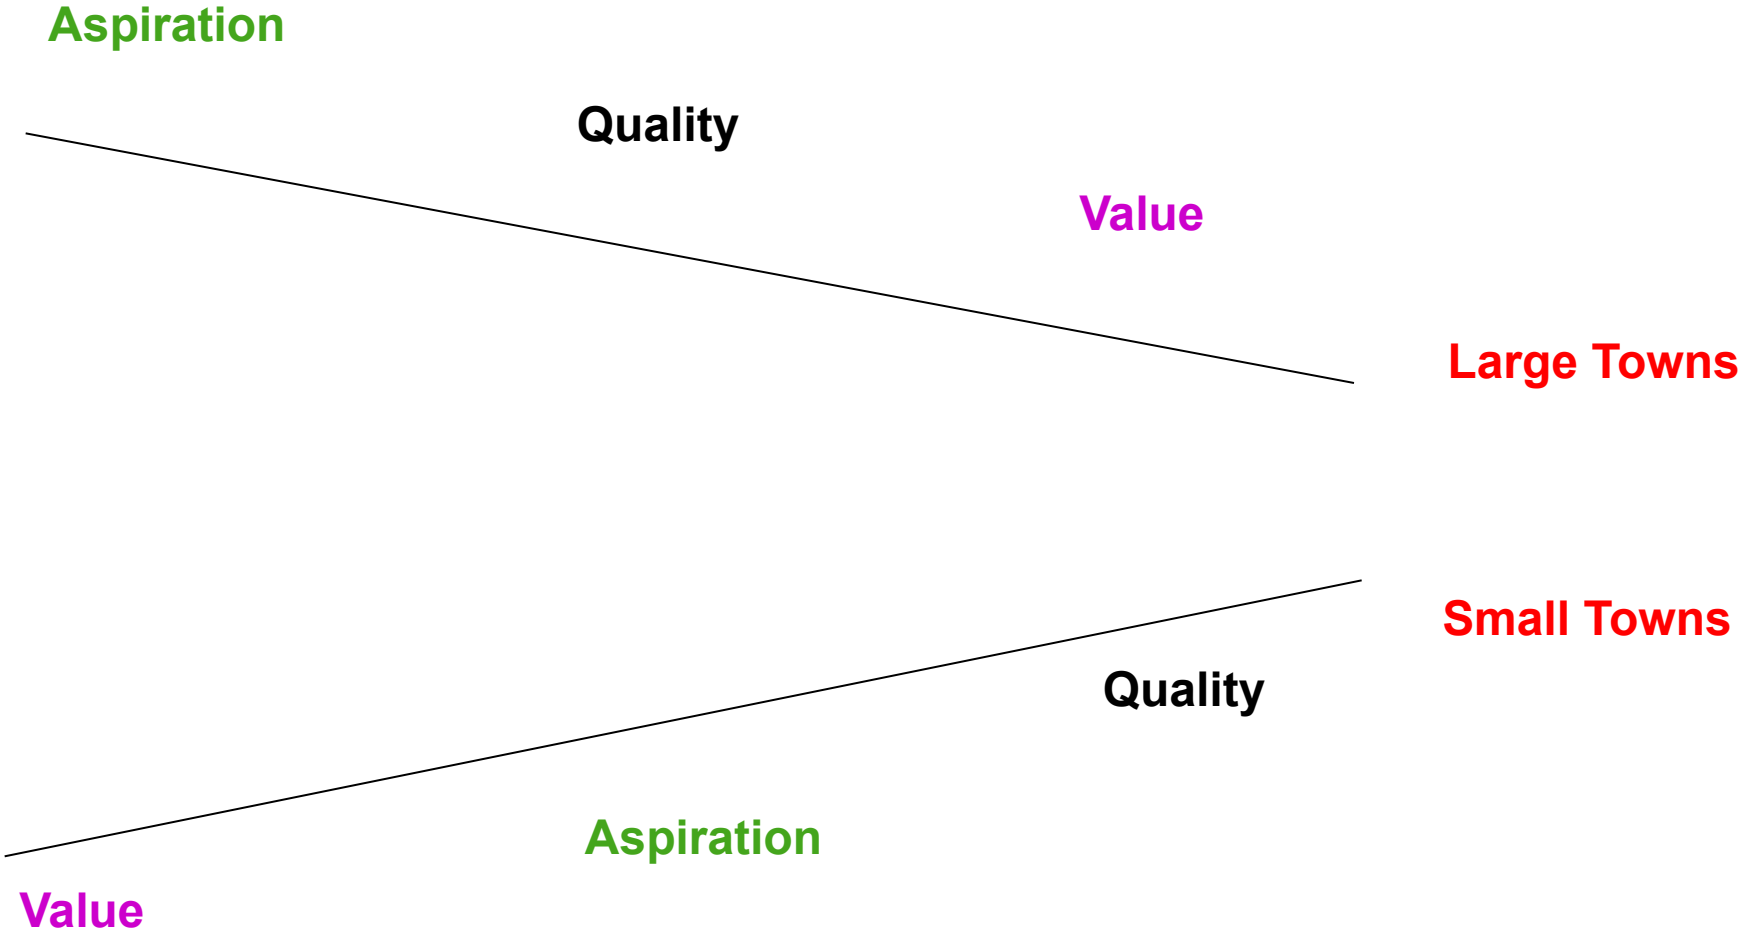 Aspiration
Quality
Value
Large Towns
Small Towns
Quality
Aspiration
Value